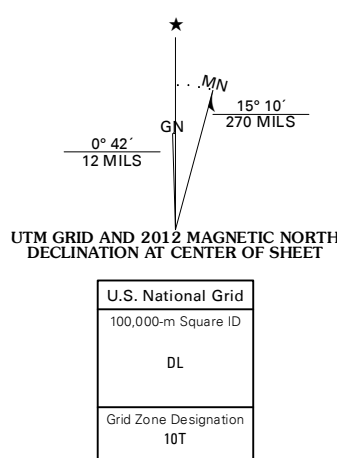 ★
MN
GN
15° 10´
270 MILS
0° 42´
12 MILS
UTM GRID AND 2012 MAGNETIC NORTH
DECLINATION AT CENTER OF SHEET
U.S. National Grid
100,000-m Square ID
DL
Grid Zone Designation
10T